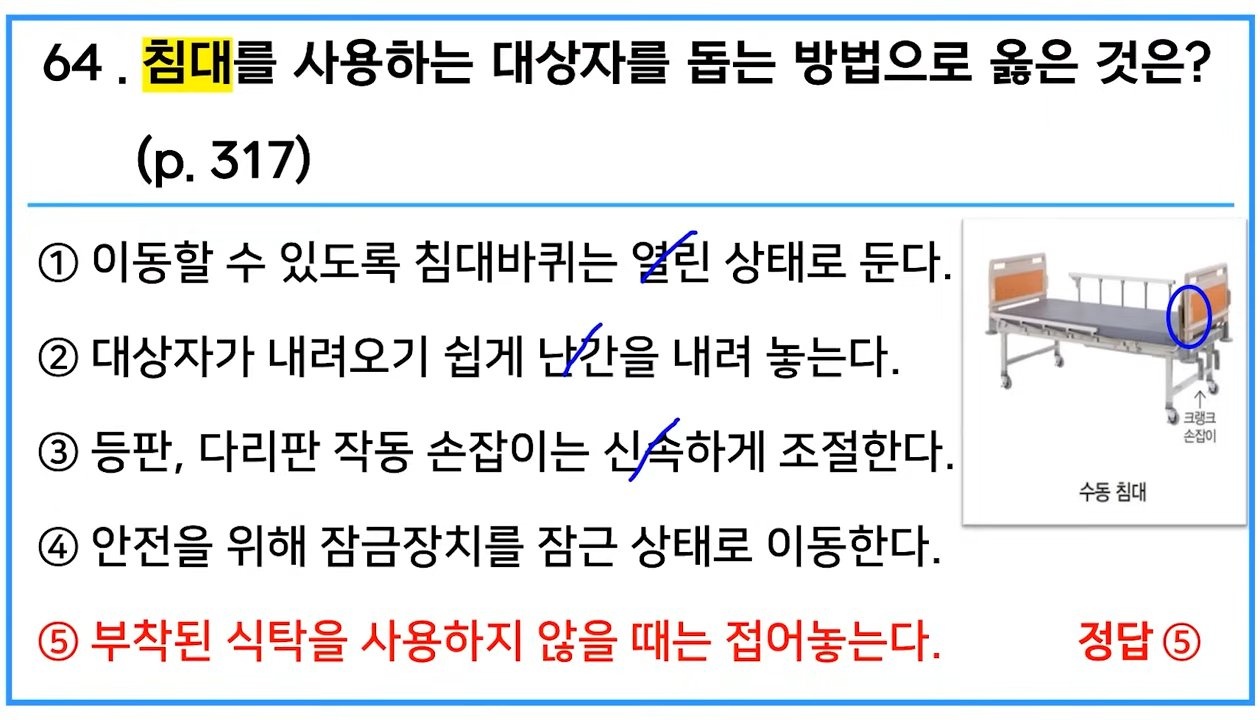 64 . 침대를 사용하는 대상자를 돕는 방법으로 옳은 것은?
(p. 317)
① 이동할 수 있도록 침대바퀴는 열린 상태로 둔다.
② 대상자가 내려오기 쉽게 난간을 내려 놓는다.
③ 등판, 다리판 작동 손잡이는 신속하게 조절한다.
④ 안전을 위해 잠금장치를 잠근 상태로 이동한다.
⑤ 부착된 식탁을 사용하지 않을 때는 접어놓는다.
정답 ⑤
크랭크
손잡이
수동 침대